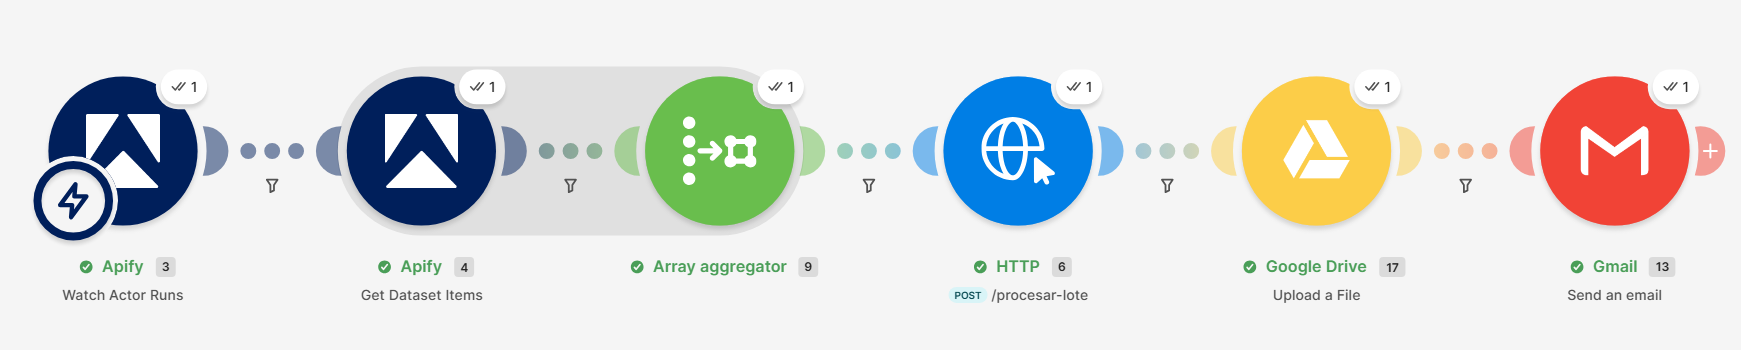 1
1
1
1
1
1
Apify 3
Watch Actor Runs
Apify 4
Get Dataset Items
Array aggregator 9
HTTP 6
POST /procesar-lote
Google Drive 17
Upload a File
Gmail 13
Send an email